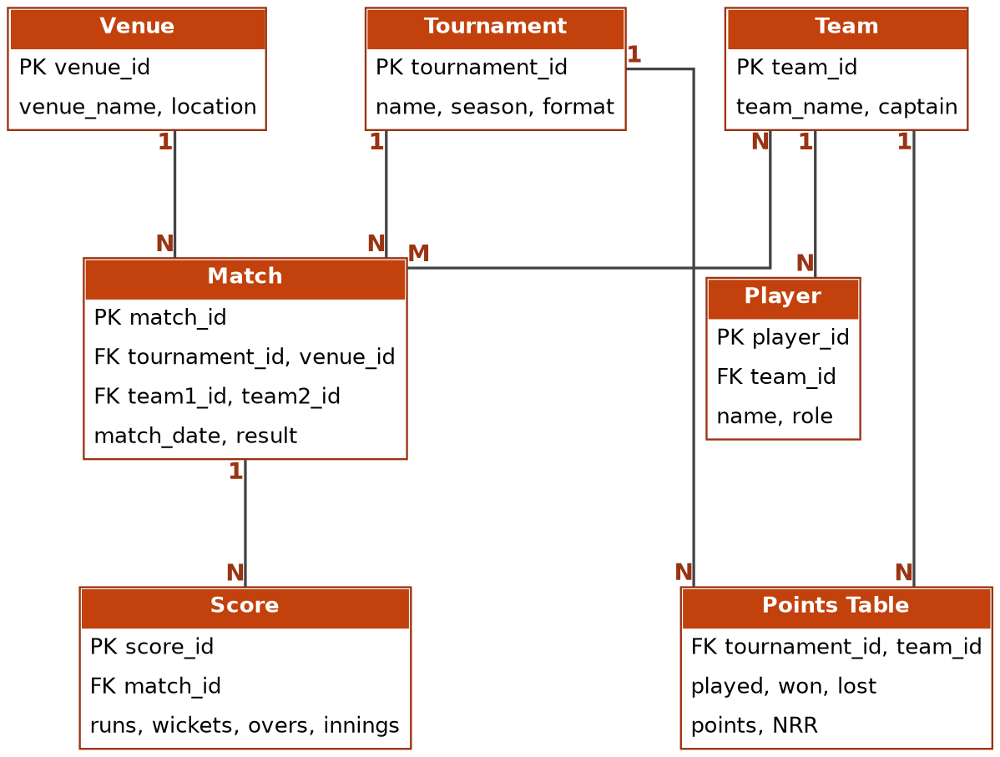 Venue
PK venue_id
venue_name, location
Tournament
PK tournament_id
name, season, format
Team
PK team_id
team_name, captain
1
1
1
N
1
1
N
N
M
N
Match
PK match_id
FK tournament_id, venue_id
FK team1_id, team2_id
match_date, result
Player
PK player_id
FK team_id
name, role
1
N
N
N
Score
PK score_id
FK match_id
runs, wickets, overs, innings
Points Table
FK tournament_id, team_id
played, won, lost
points, NRR